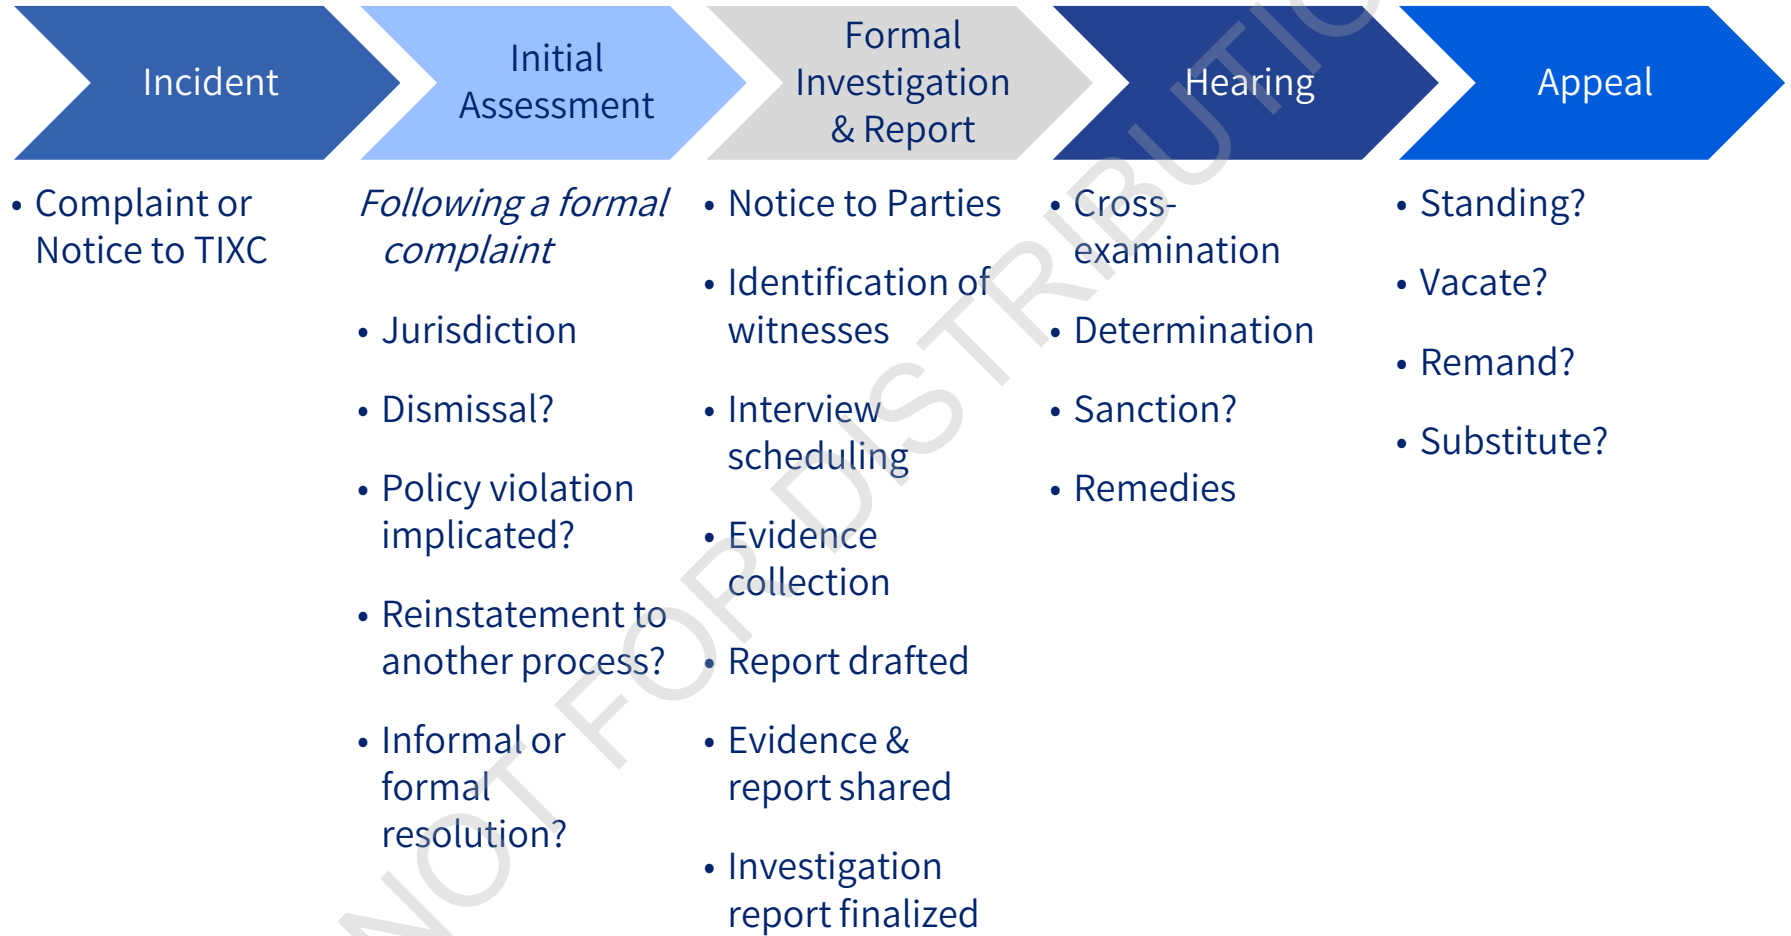 Incident
Initial
Assessment
Formal
Investigation
& Report
Hearing
Appeal
• Complaint or
Notice to TIXC
Following a formal
complaint
• Jurisdiction
• Dismissal?
• Policy violation
implicated?
• Reinstatement to
another process?
• Informal or
formal
resolution?
• Notice to Parties
• Identification of
witnesses
• Interview
scheduling
• Evidence
collection
• Report drafted
• Evidence &
report shared
• Investigation
report finalized
• Cross-
examination
• Determination
• Sanction?
• Remedies
• Standing?
• Vacate?
• Remand?
• Substitute?
NOT FOR DISTRIBUTIO